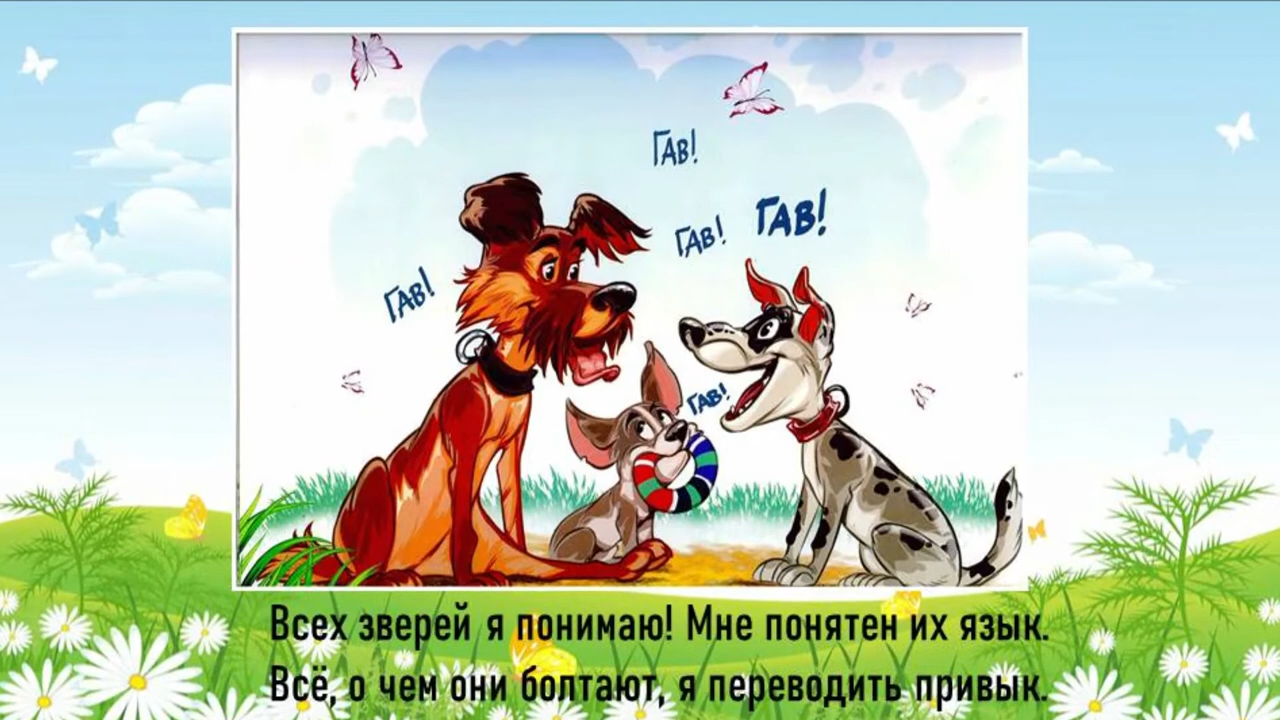 Гав!
Гав! Гав!
Гав!
Гав!
Всех зверей я понимаю! Мне понятен их язык.
Всё, о чем они болтают, я переводить привык.